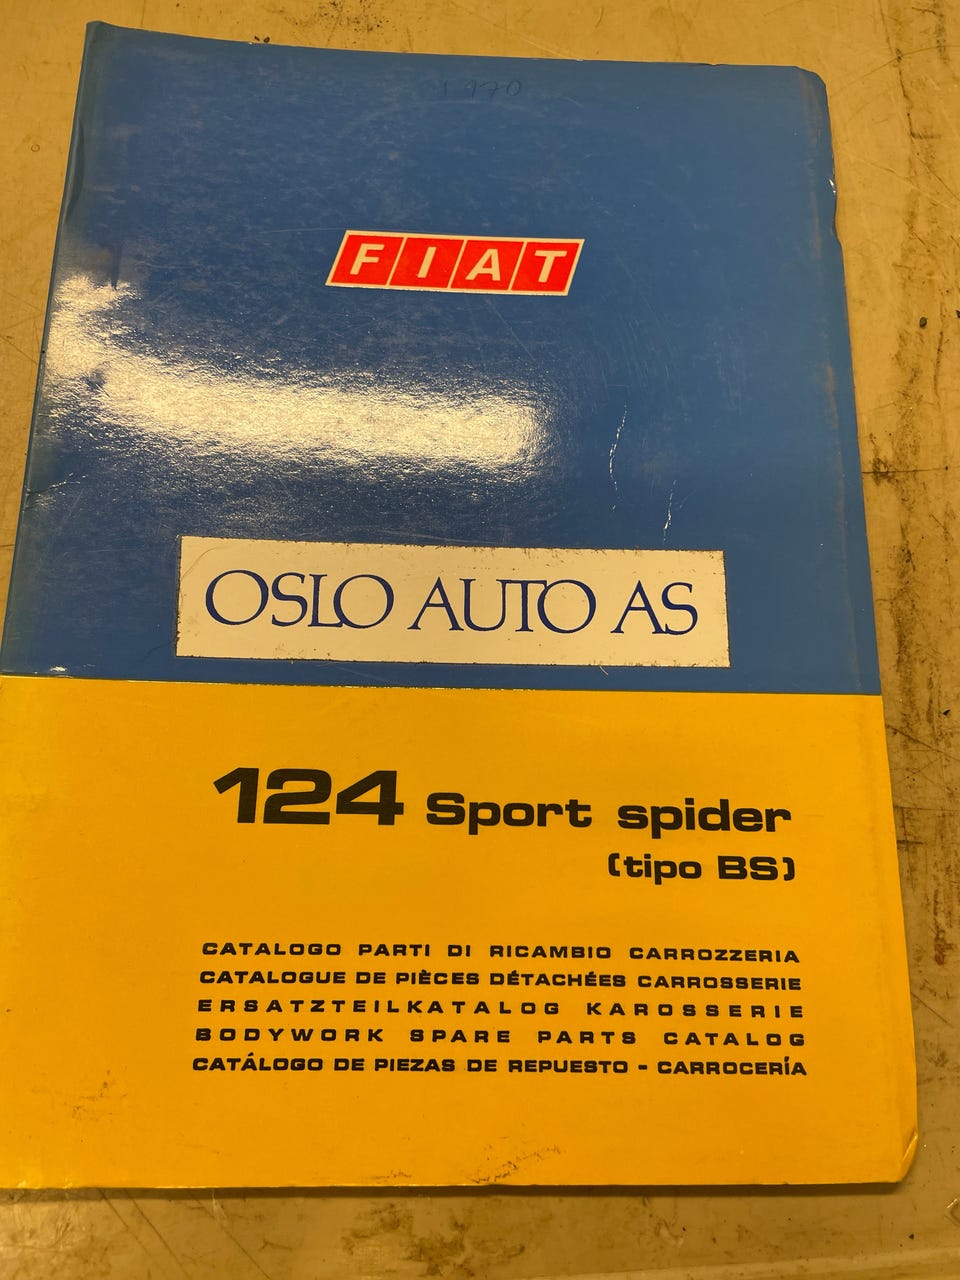 1970
FIAT
OSLO AUTO AS
124 Sport spider
(tipo BS)
CATALOGO PARTI DI RICAMBIO CARROZZERIA
CATALOGUE DE PIÈCES DÉTACHÉES CARROSSERIE
ERSATZTEILKATALOG KAROSSERIE
BODYWORK SPARE PARTS CATALOG
CATÁLOGO DE PIEZAS DE REPUESTO - CARROCERÍA